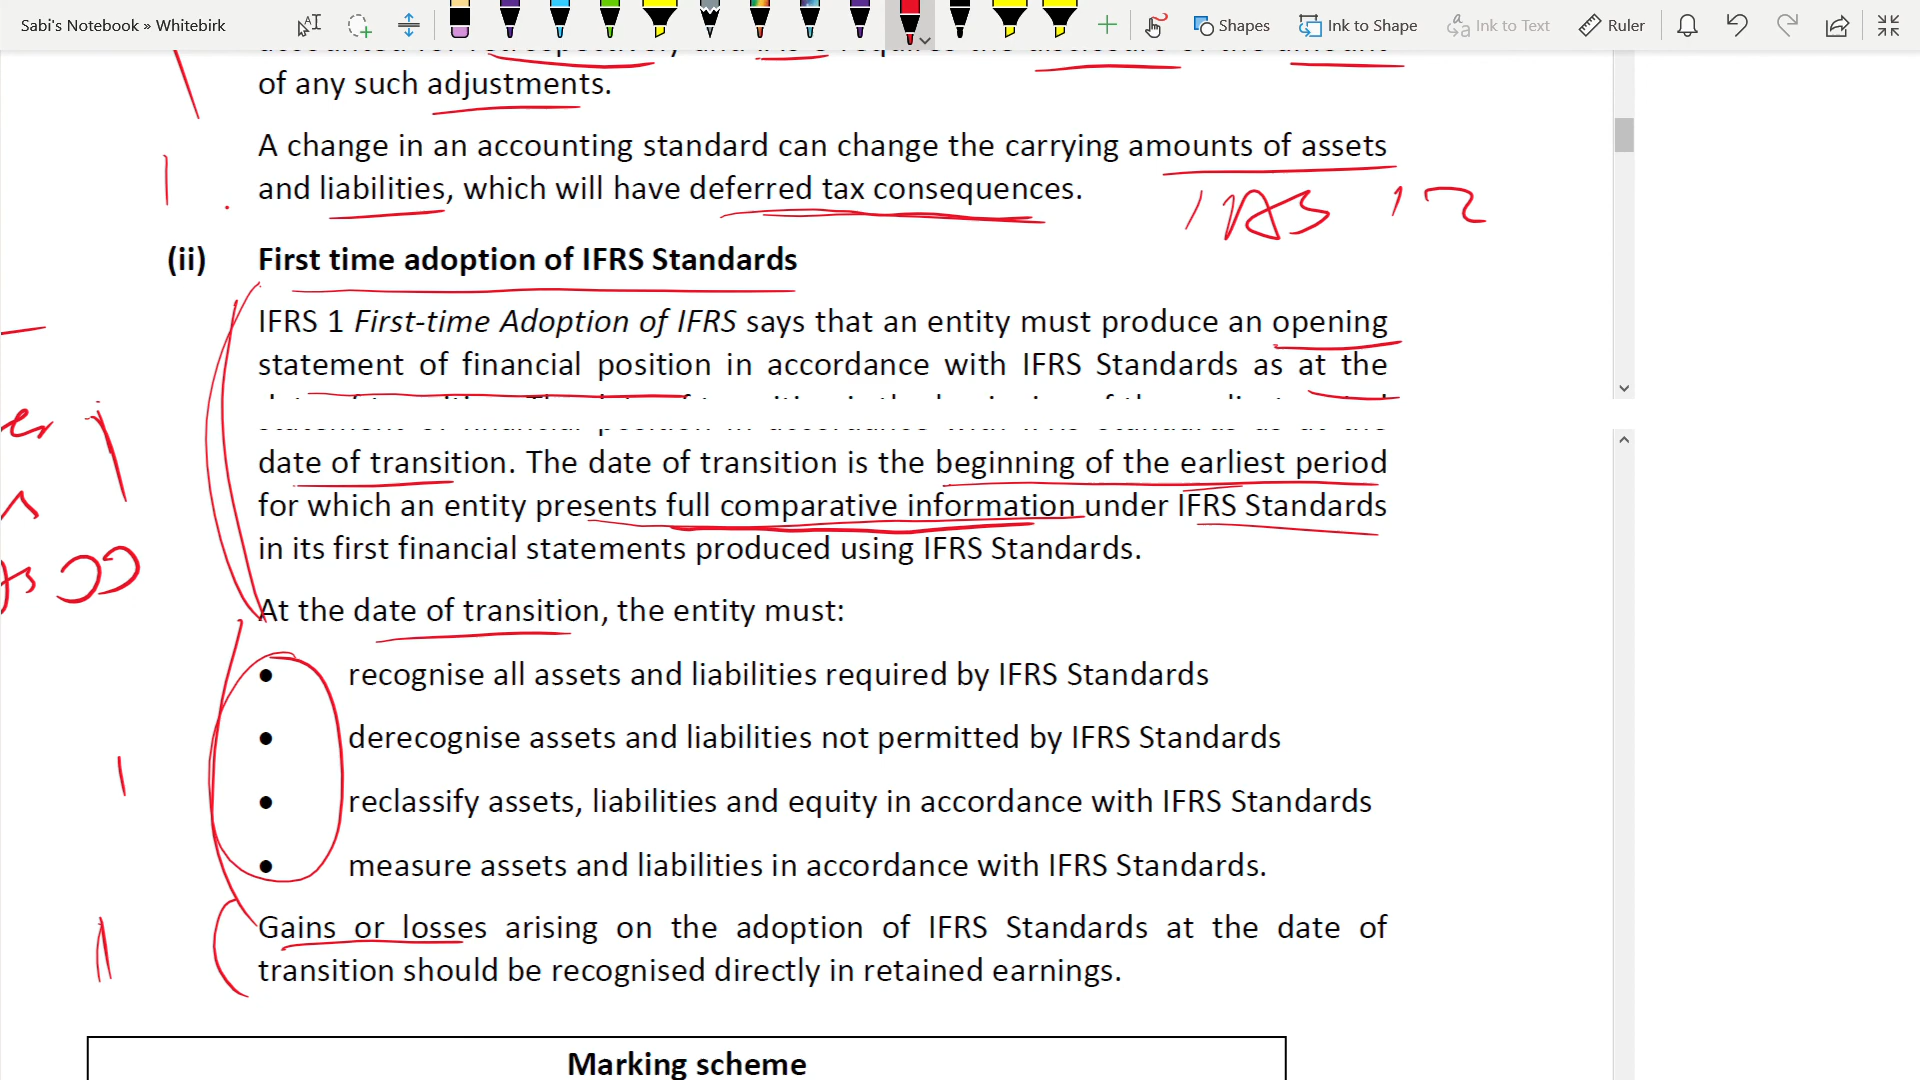 Sabi's Notebook » Whitebirk
Shapes
Ink to Shape
Ink to Text
Ruler
of any such adjustments.
A change in an accounting standard can change the carrying amounts of assets
and liabilities, which will have deferred tax consequences.
IAS 12
(ii) First time adoption of IFRS Standards
IFRS 1 First-time Adoption of IFRS says that an entity must produce an opening
statement of financial position in accordance with IFRS Standards as at the
date of transition. The date of transition is the beginning of the earliest period
for which an entity presents full comparative information under IFRS Standards
in its first financial statements produced using IFRS Standards.
At the date of transition, the entity must:
● recognise all assets and liabilities required by IFRS Standards
● derecognise assets and liabilities not permitted by IFRS Standards
● reclassify assets, liabilities and equity in accordance with IFRS Standards
● measure assets and liabilities in accordance with IFRS Standards.
Gains or losses arising on the adoption of IFRS Standards at the date of
transition should be recognised directly in retained earnings.
Marking scheme